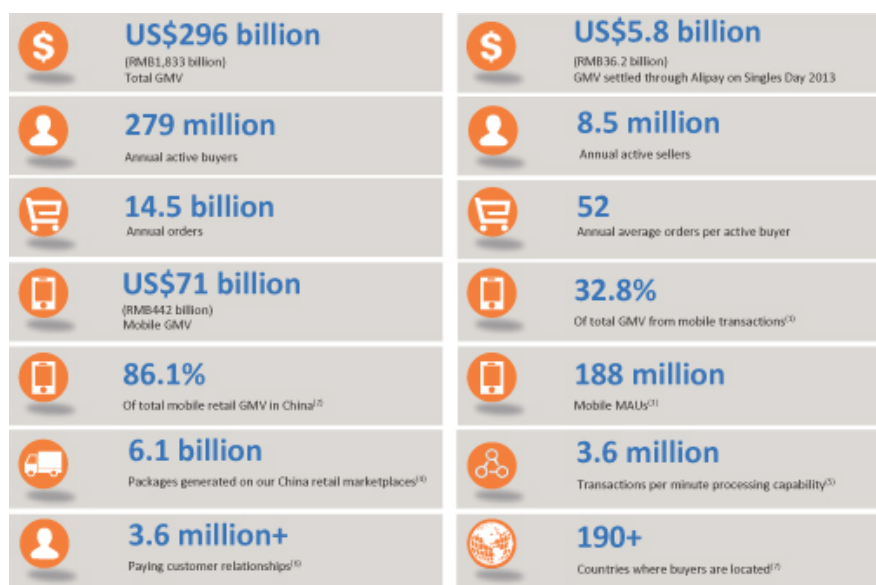 US$296 billion
(RMB1,833 billion)
Total GMV
US$5.8 billion
(RMB36.2 billion)
GMV settled through Alipay on Singles Day 2013
279 million
Annual active buyers
8.5 million
Annual active sellers
14.5 billion
Annual orders
52
Annual average orders per active buyer
US$71 billion
(RMB442 billion)
Mobile GMV
32.8%
Of total GMV from mobile transactions(1)
86.1%
Of total mobile retail GMV in China(2)
188 million
Mobile MAUs(3)
6.1 billion
Packages generated on our China retail marketplaces(4)
3.6 million
Transactions per minute processing capability(5)
3.6 million+
Paying customer relationships(6)
190+
Countries where buyers are located(7)